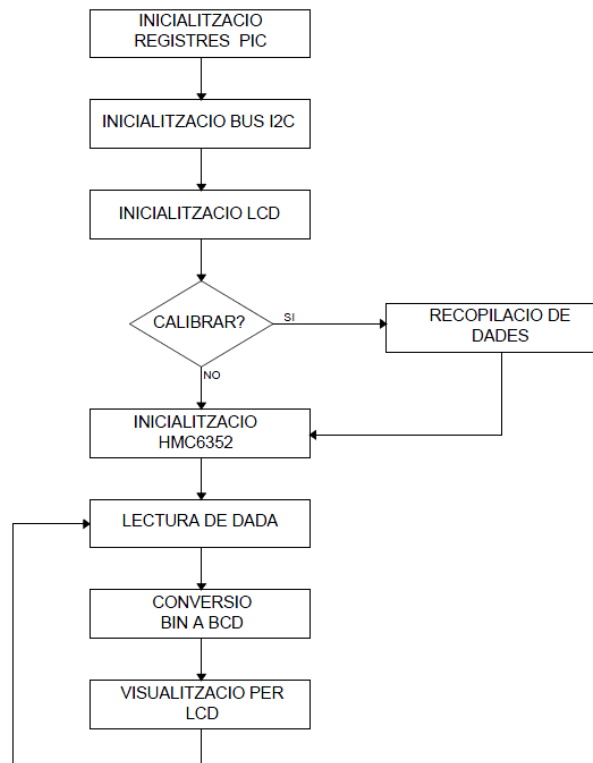 INICIALITZACIO
REGISTRES PIC
INICIALITZACIO BUS I2C
INICIALITZACIO LCD
CALIBRAR?
SI
RECOPILACIO DE
DADES
NO
INICIALITZACIO
HMC6352
LECTURA DE DADA
CONVERSIO
BIN A BCD
VISUALITZACIO PER
LCD